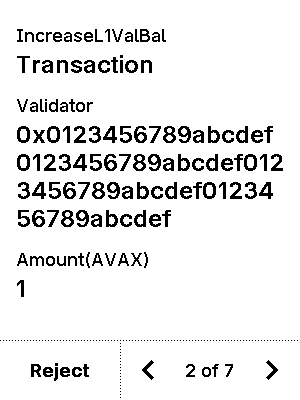 IncreaseL1ValBal
Transaction
Validator
0x0123456789abcdef
0123456789abcdef012
3456789abcdef01234
56789abcdef
Amount(AVAX)
1
Reject
2 of 7